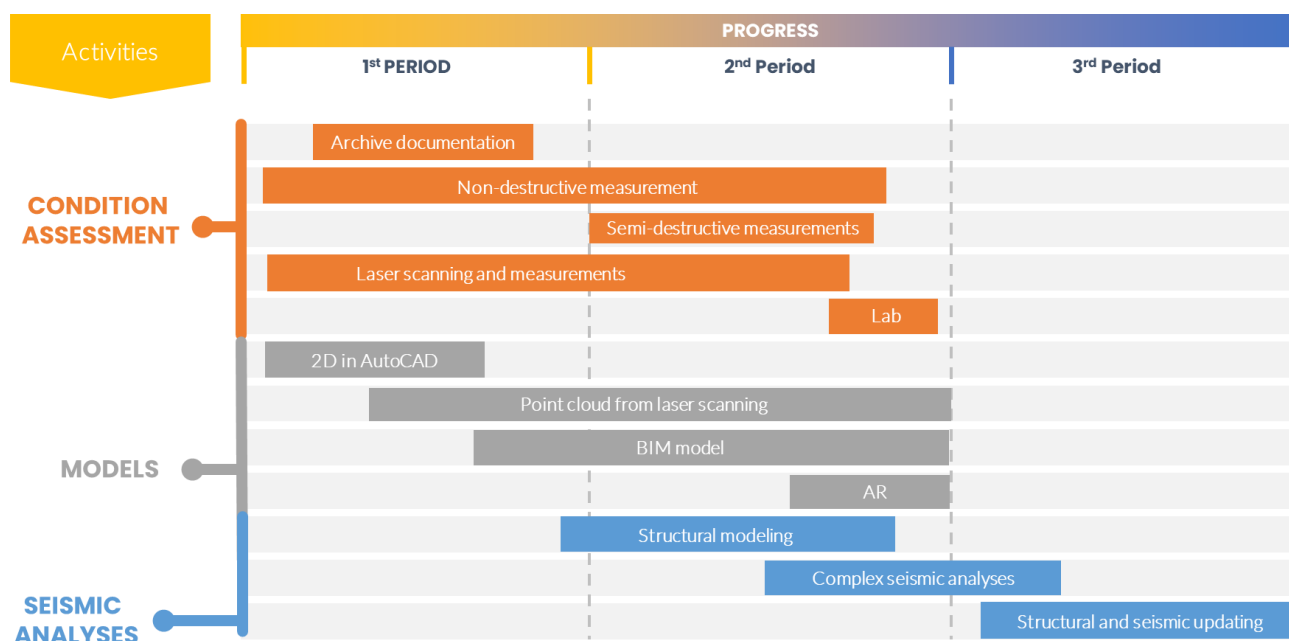 Activities
PROGRESS
1st PERIOD
2nd Period
3rd Period
CONDITION
ASSESSMENT
Archive documentation
Non-destructive measurement
Semi-destructive measurements
Laser scanning and measurements
Lab
MODELS
2D in AutoCAD
Point cloud from laser scanning
BIM model
AR
SEISMIC
ANALYSES
Structural modeling
Complex seismic analyses
Structural and seismic updating